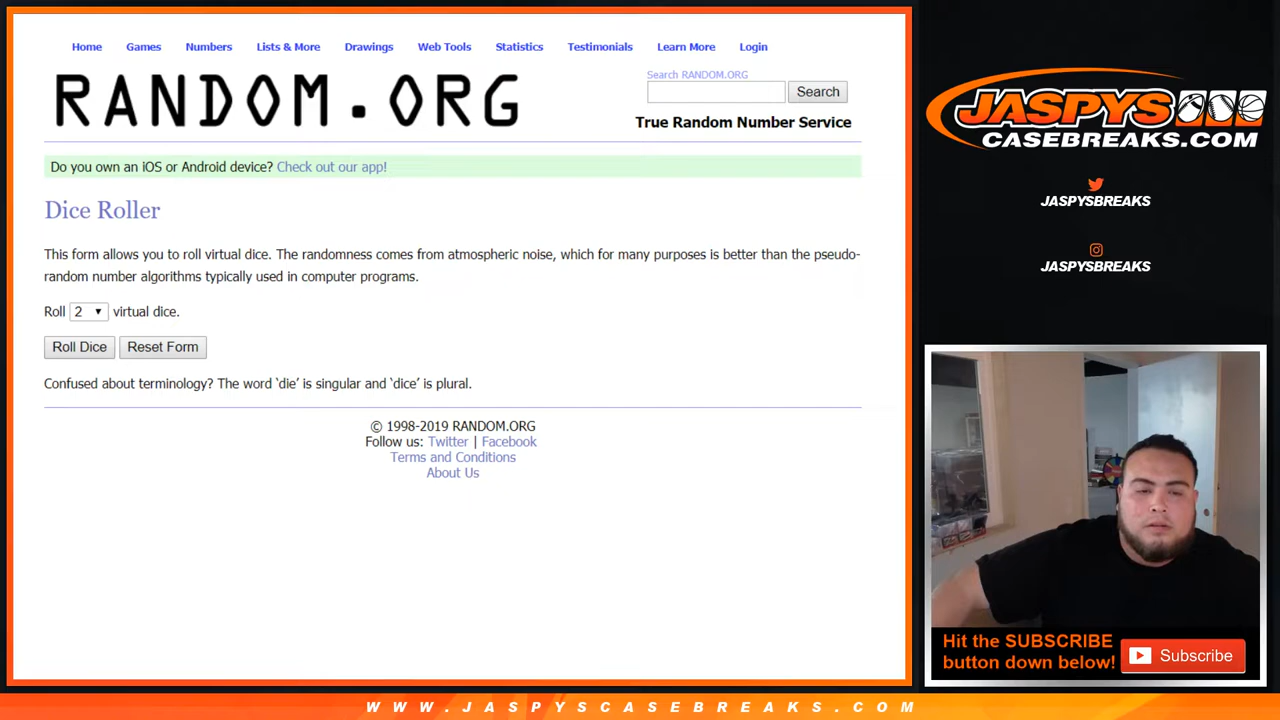 Home Games Numbers Lists & More Drawings Web Tools Statistics Testimonials Learn More Login
RANDOM.ORG
Search RANDOM.ORG
Search
True Random Number Service
Do you own an iOS or Android device? Check out our app!
Dice Roller
This form allows you to roll virtual dice. The randomness comes from atmospheric noise, which for many purposes is better than the pseudo-
random number algorithms typically used in computer programs.
Roll 2 virtual dice.
Roll Dice Reset Form
Confused about terminology? The word ‘die’ is singular and ‘dice’ is plural.
© 1998-2019 RANDOM.ORG
Follow us: Twitter | Facebook
Terms and Conditions
About Us
JASPYS
CASEBREAKS.COM
JASPYSBREAKS
JASPYSBREAKS
Hit the SUBSCRIBE
button down below!
Subscribe
WWW.JASPYSCASEBREAKS.COM